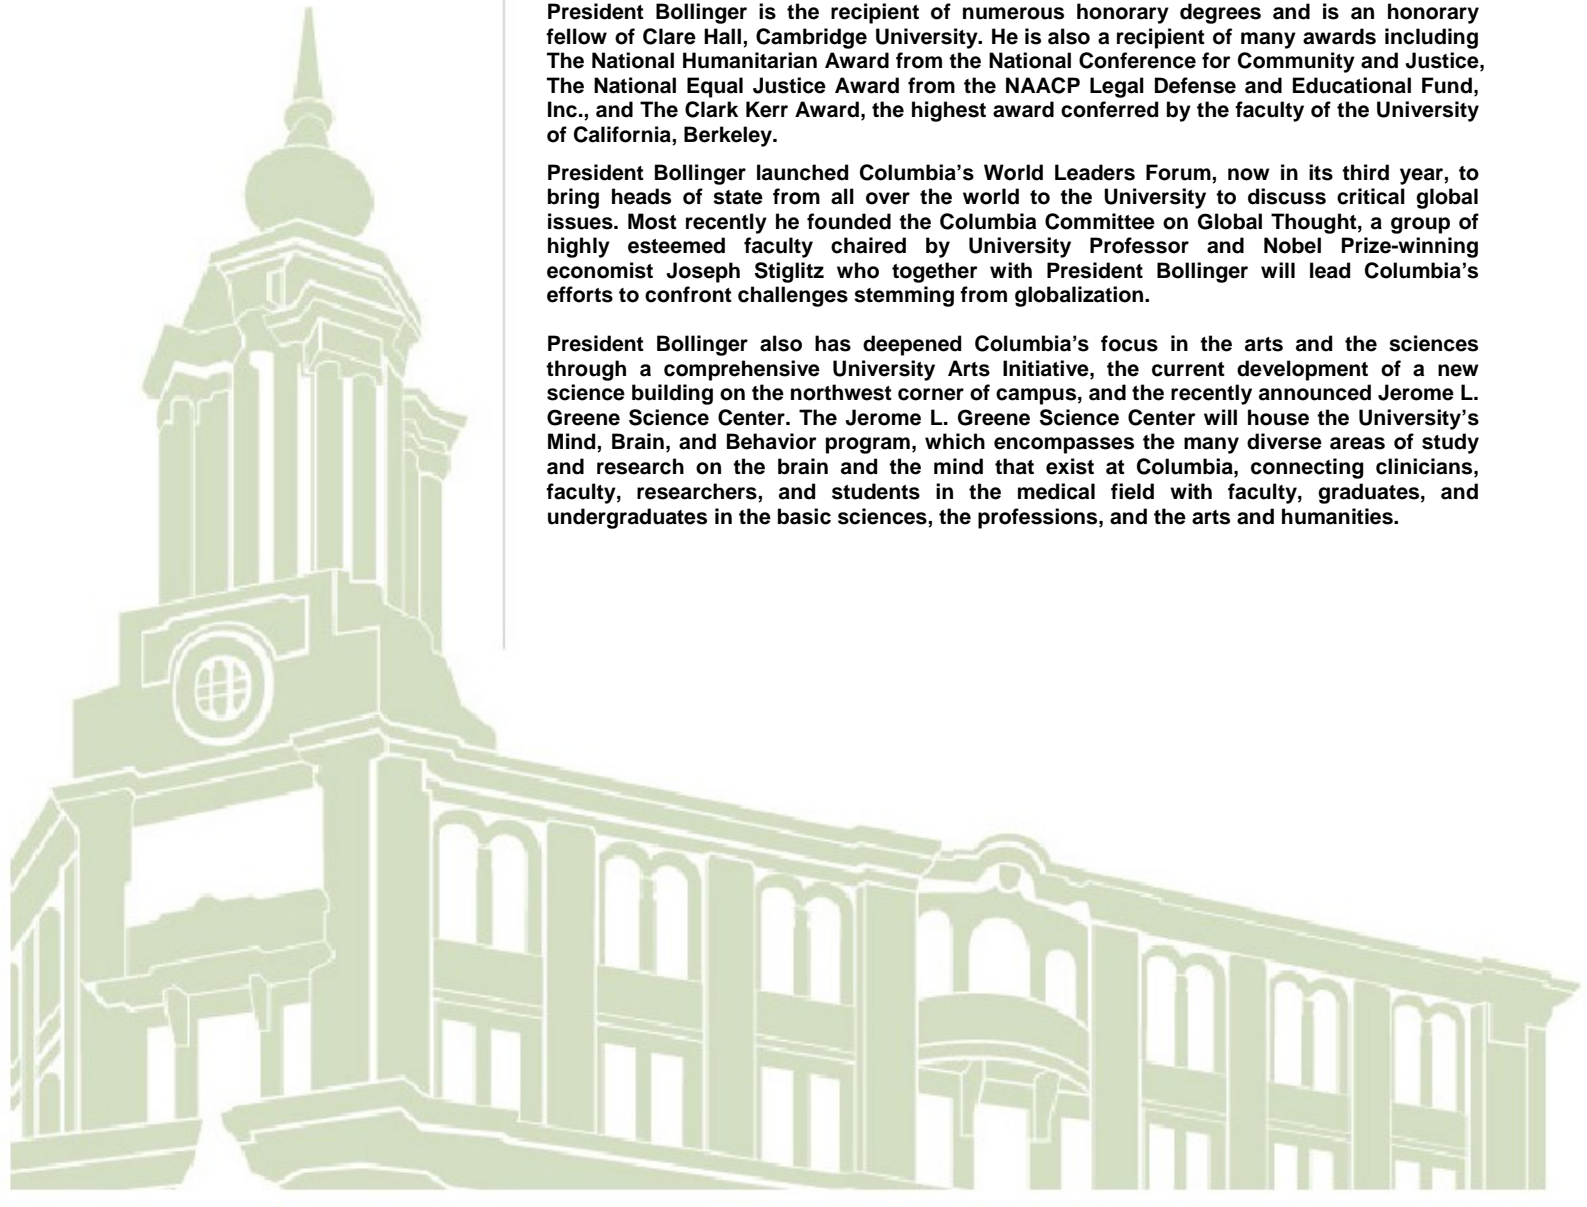 President Bollinger is the recipient of numerous honorary degrees and is an honorary
fellow of Clare Hall, Cambridge University. He is also a recipient of many awards including
The National Humanitarian Award from the National Conference for Community and Justice,
The National Equal Justice Award from the NAACP Legal Defense and Educational Fund,
Inc., and The Clark Kerr Award, the highest award conferred by the faculty of the University
of California, Berkeley.
President Bollinger launched Columbia’s World Leaders Forum, now in its third year, to
bring heads of state from all over the world to the University to discuss critical global
issues. Most recently he founded the Columbia Committee on Global Thought, a group of
highly esteemed faculty chaired by University Professor and Nobel Prize-winning
economist Joseph Stiglitz who together with President Bollinger will lead Columbia’s
efforts to confront challenges stemming from globalization.
President Bollinger also has deepened Columbia’s focus in the arts and the sciences
through a comprehensive University Arts Initiative, the current development of a new
science building on the northwest corner of campus, and the recently announced Jerome L.
Greene Science Center. The Jerome L. Greene Science Center will house the University’s
Mind, Brain, and Behavior program, which encompasses the many diverse areas of study
and research on the brain and the mind that exist at Columbia, connecting clinicians,
faculty, researchers, and students in the medical field with faculty, graduates, and
undergraduates in the basic sciences, the professions, and the arts and humanities.